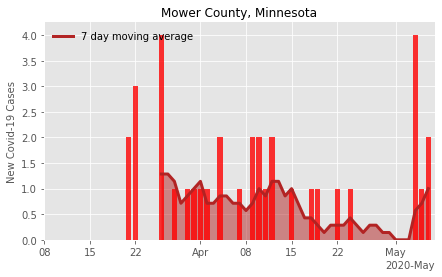 Mower County, Minnesota
7 day moving average
New Covid-19 Cases
4.0
3.5
3.0
2.5
2.0
1.5
1.0
0.5
0.0
08 15 22 Apr 08 15 22 May
2020-May